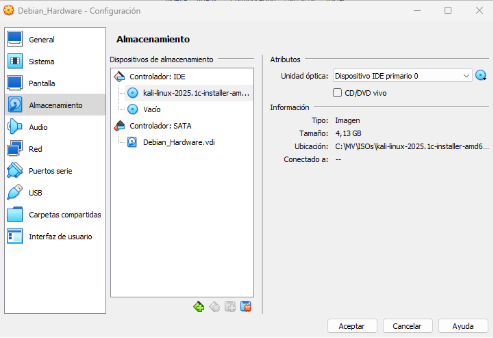 Debian_Hardware - Configuración
General
Sistema
Pantalla
Almacenamiento
Audio
Red
Puertos serie
USB
Carpetas compartidas
Interfaz de usuario
Almacenamiento
Dispositivos de almacenamiento
Controlador: IDE
kali-linux-2025.1c-installer-am...
Vacío
Controlador: SATA
Debian_Hardware.vdi
Atributos
Unidad óptica: Dispositivo IDE primario 0
CD/DVD vivo
Información
Tipo: Imagen
Tamaño: 4,13 GB
Ubicación: C:\MV\ISOs\kali-linux-2025.1c-installer-amd6...
Conectado a: --
Aceptar Cancelar Ayuda